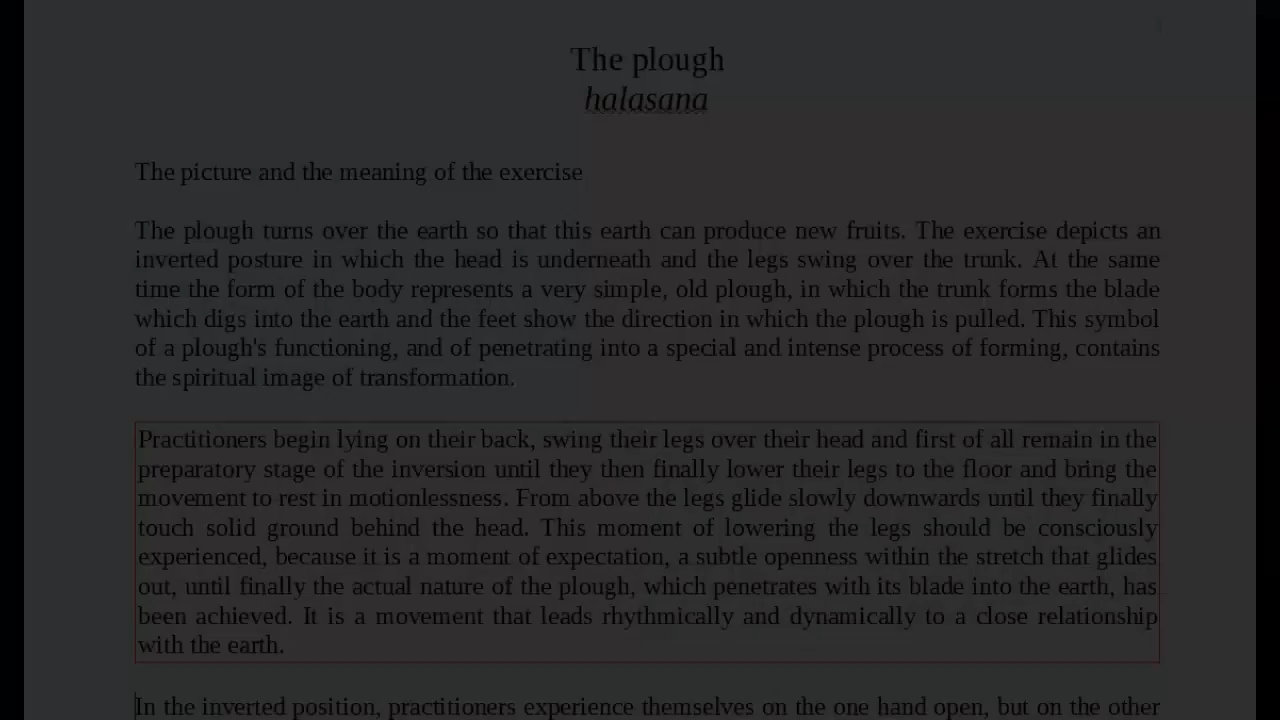 The plough
halasana
The picture and the meaning of the exercise
The plough turns over the earth so that this earth can produce new fruits. The exercise depicts an
inverted posture in which the head is underneath and the legs swing over the trunk. At the same
time the form of the body represents a very simple, old plough, in which the trunk forms the blade
which digs into the earth and the feet show the direction in which the plough is pulled. This symbol
of a plough's functioning, and of penetrating into a special and intense process of forming, contains
the spiritual image of transformation.
Practitioners begin lying on their back, swing their legs over their head and first of all remain in the
preparatory stage of the inversion until they then finally lower their legs to the floor and bring the
movement to rest in motionlessness. From above the legs glide slowly downwards until they finally
touch solid ground behind the head. This moment of lowering the legs should be consciously
experienced, because it is a moment of expectation, a subtle openness within the stretch that glides
out, until finally the actual nature of the plough, which penetrates with its blade into the earth, has
been achieved. It is a movement that leads rhythmically and dynamically to a close relationship
with the earth.
In the inverted position, practitioners experience themselves on the one hand open, but on the other